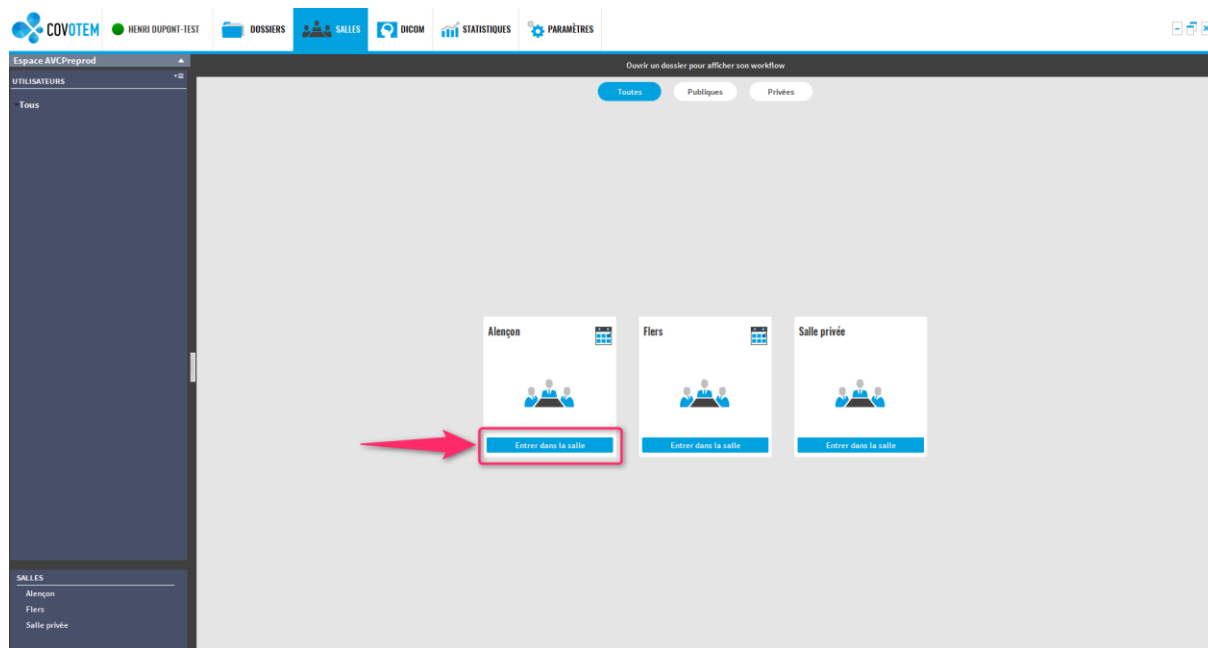 COVOTEM
HENRI DUPONT-TEST
DOSSIERS
SALLES
DICOM
STATISTIQUES
PARAMÈTRES
Espace AVCPreprod
Ouvrir un dossier pour afficher son workflow
UTILISATEURS
Tous
Toutes
Publiques
Privées
Alençon
Flers
Salle privée
Entrer dans la salle
Entrer dans la salle
Entrer dans la salle
SALLES
Alençon
Flers
Salle privée